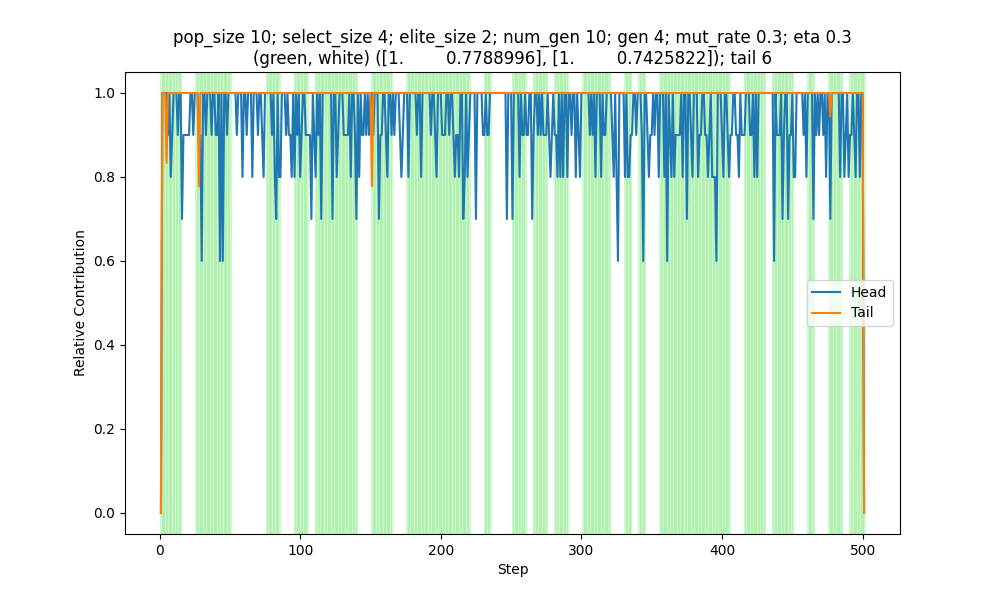 pop_size 10; select_size 4; elite_size 2; num_gen 10; gen 4; mut_rate 0.3; eta 0.3
(green, white) ([1. 0.7788996], [1. 0.7425822]); tail 6
1.0
0.8
0.6
0.4
0.2
0.0
Relative Contribution
Head
Tail
0 100 200 300 400 500
Step